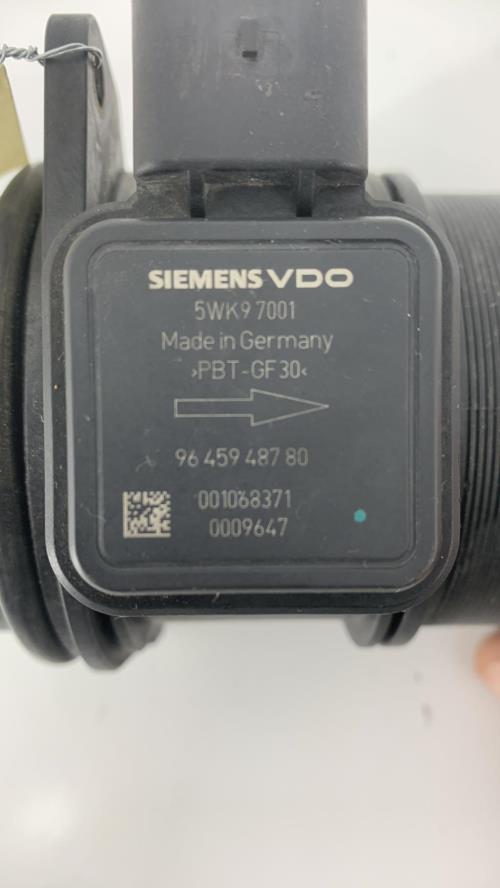 SIEMENS VDO
5WK9 7001
Made in Germany
>PBT-GF30<
96 459 487 80
001068371
0009647